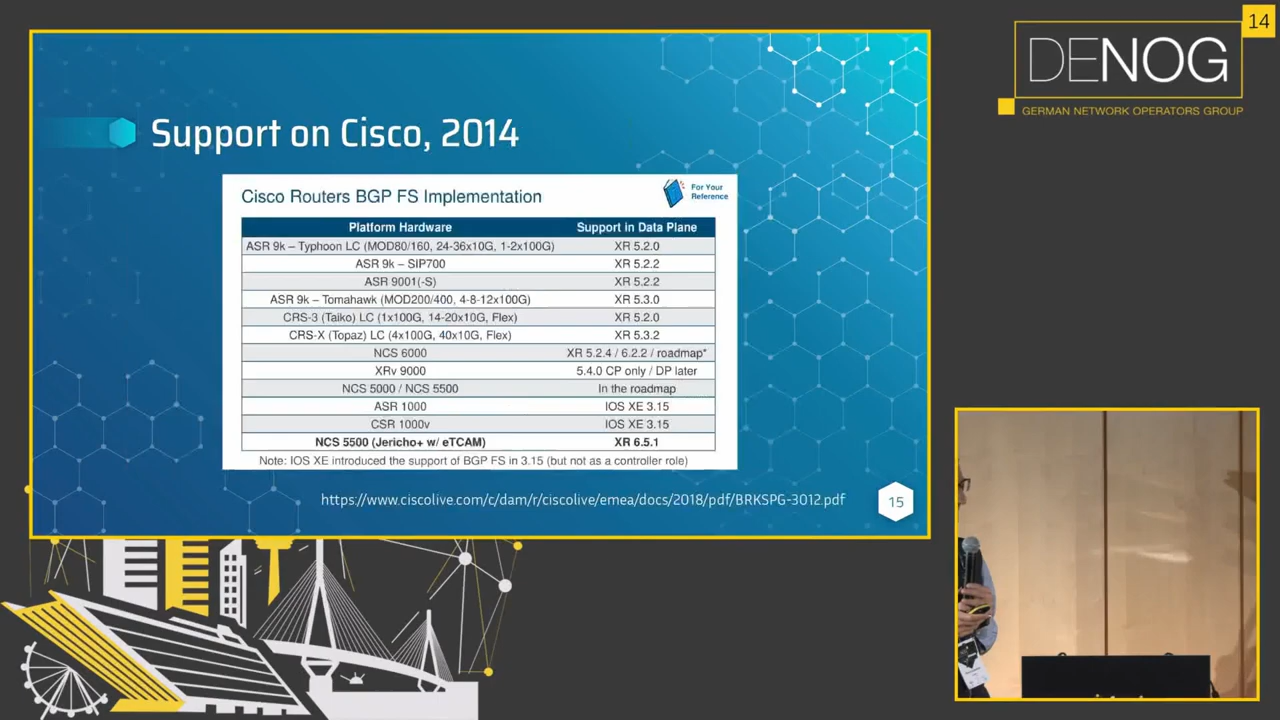 14
DENOG
GERMAN NETWORK OPERATORS GROUP
Support on Cisco, 2014
Cisco Routers BGP FS Implementation
For Your
Reference
Platform Hardware Support in Data Plane
ASR 9k – Typhoon LC (MOD80/160, 24-36x10G, 1-2x100G) XR 5.2.0
ASR 9k – SIP700 XR 5.2.2
ASR 9001(-S) XR 5.2.2
ASR 9k – Tomahawk (MOD200/400, 4-8-12x100G) XR 5.3.0
CRS-3 (Taiko) LC (1x100G, 14-20x10G, Flex) XR 5.2.0
CRS-X (Topaz) LC (4x100G, 40x10G, Flex) XR 5.3.2
NCS 6000 XR 5.2.4 / 6.2.2 / roadmap*
XRv 9000 5.4.0 CP only / DP later
NCS 5000 / NCS 5500 In the roadmap
ASR 1000 IOS XE 3.15
CSR 1000v IOS XE 3.15
NCS 5500 (Jericho+ w/ eTCAM) XR 6.5.1
Note: IOS XE introduced the support of BGP FS in 3.15 (but not as a controller role)
https://www.ciscolive.com/c/dam/r/ciscolive/emea/docs/2018/pdf/BRKSPG-3012.pdf
15